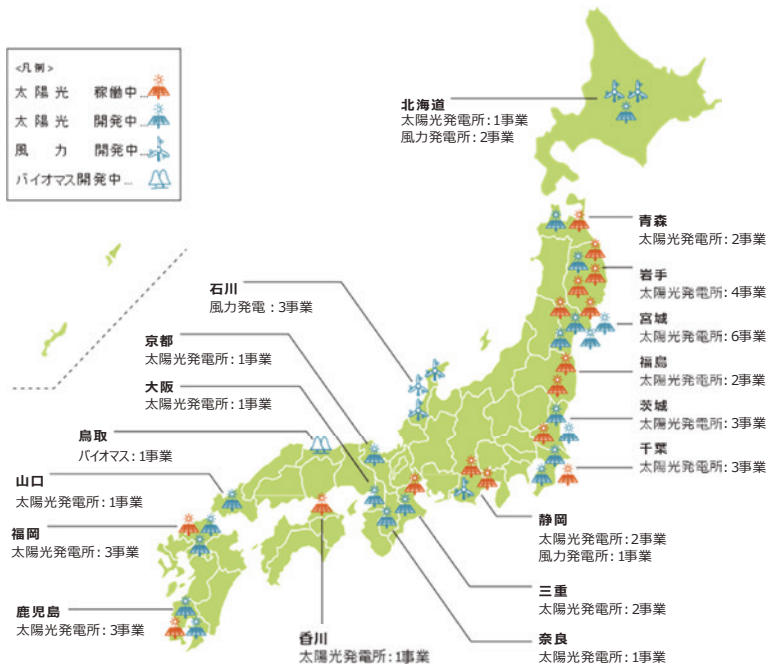 <凡例>
太陽光 稼働中...
太陽光 開発中...
風力 開発中...
バイオマス開発中...
北海道
太陽光発電所:1事業
風力発電所:2事業
青森
太陽光発電所:2事業
岩手
太陽光発電所:4事業
宮城
太陽光発電所:6事業
福島
太陽光発電所:2事業
茨城
太陽光発電所:3事業
千葉
太陽光発電所:3事業
石川
風力発電:3事業
京都
太陽光発電所:1事業
大阪
太陽光発電所:1事業
鳥取
バイオマス:1事業
山口
太陽光発電所:1事業
福岡
太陽光発電所:3事業
鹿児島
太陽光発電所:3事業
香川
太陽光発電所:1事業
静岡
太陽光発電所:2事業
風力発電所:1事業
三重
太陽光発電所:2事業
奈良
太陽光発電所:1事業